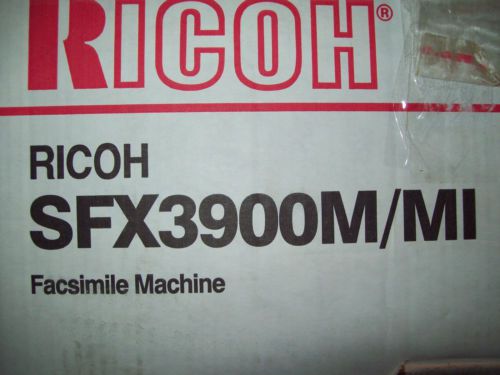 RICOH®
RICOH
SFX3900M/MI
Facsimile Machine